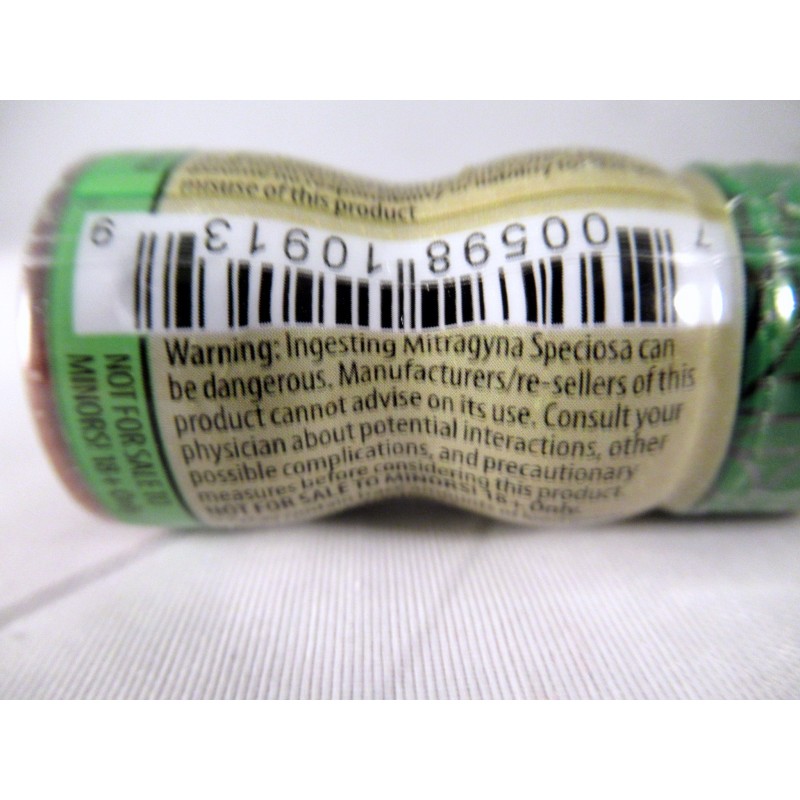 misuse of this product
7 00598 10913 9
Warning: Ingesting Mitragyna Speciosa can
be dangerous. Manufacturers/re-sellers of this
product cannot advise on its use. Consult your
physician about potential interactions, other
possible complications, and precautionary
measures before considering this product.
NOT FOR SALE TO MINORS! 18+ Only.
NOT FOR SALE TO
MINORS! 18+ Only